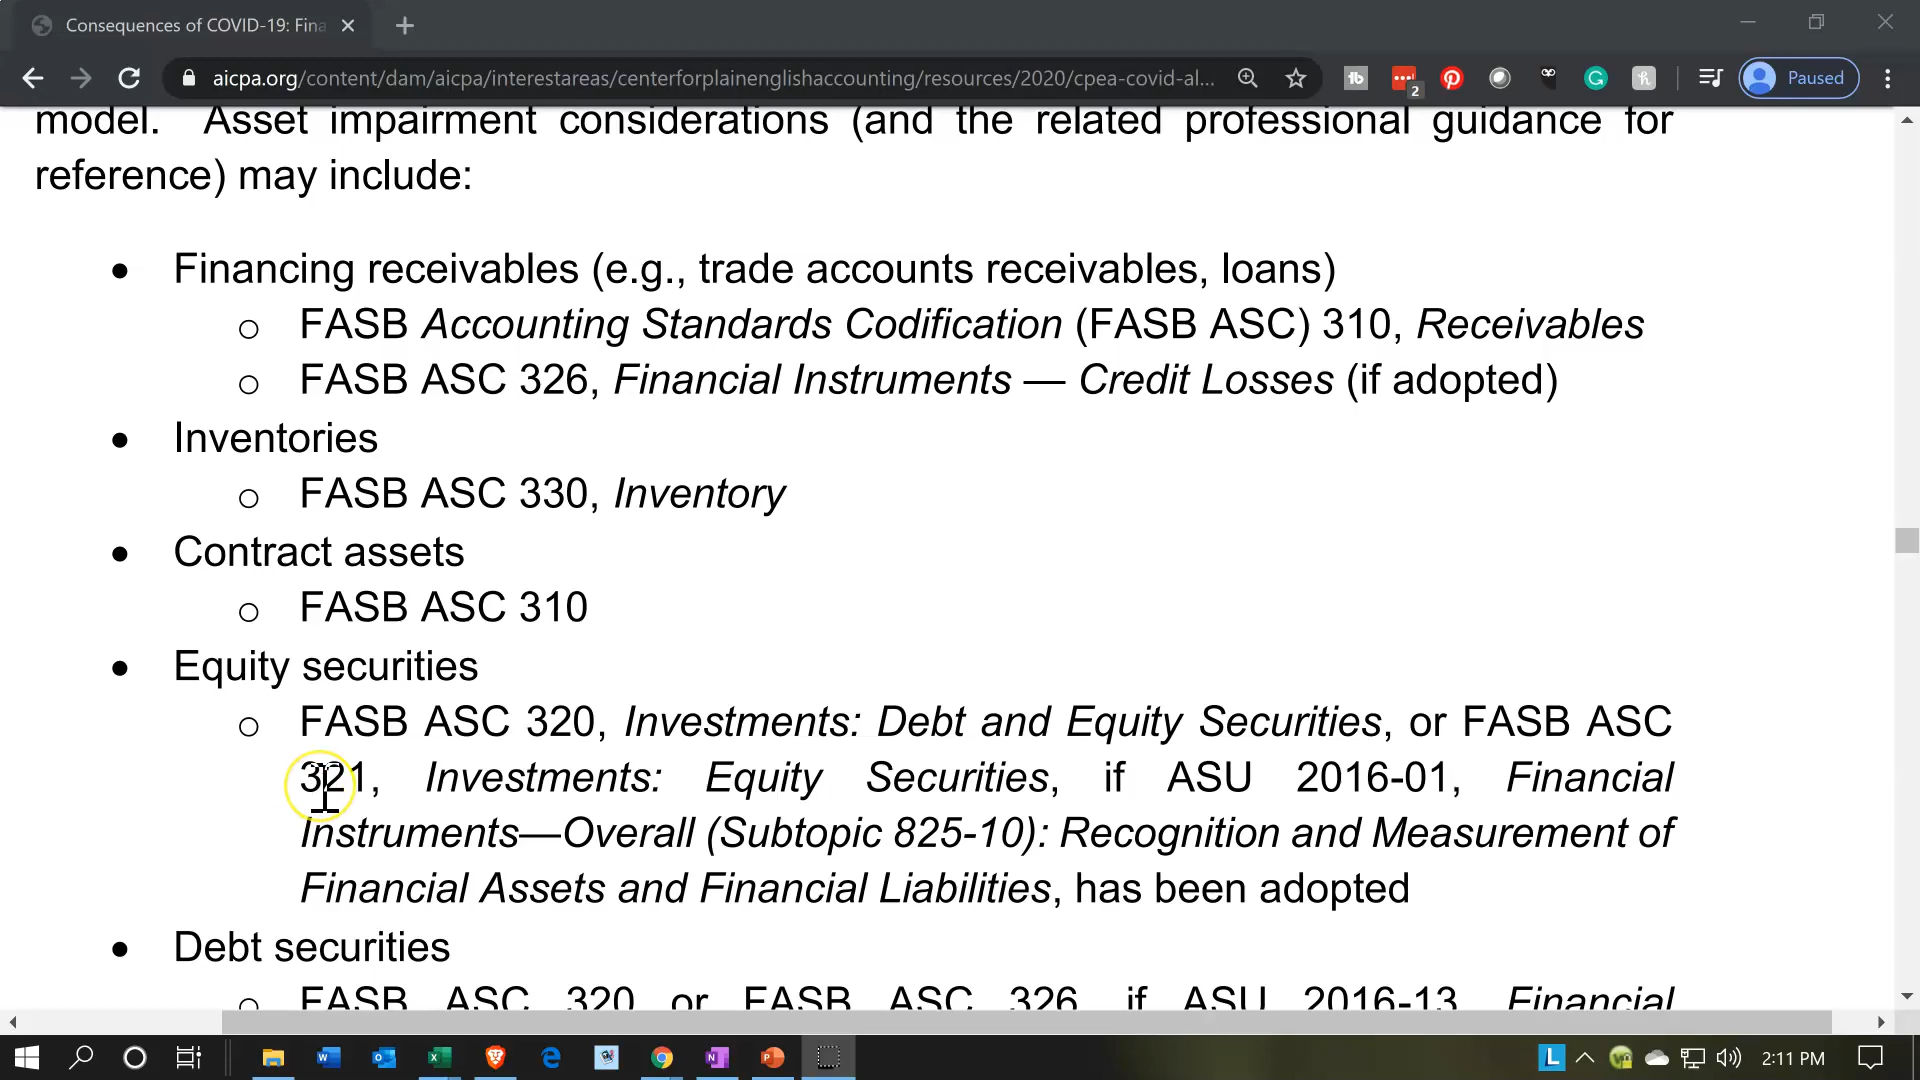 Consequences of COVID-19: Fina
aicpa.org/content/dam/aicpa/interestareas/centerforplainenglishaccounting/resources/2020/cpea-covid-al...
2
Paused
model. Asset impairment considerations (and the related professional guidance for
reference) may include:
• Financing receivables (e.g., trade accounts receivables, loans)
o FASB Accounting Standards Codification (FASB ASC) 310, Receivables
o FASB ASC 326, Financial Instruments — Credit Losses (if adopted)
• Inventories
o FASB ASC 330, Inventory
• Contract assets
o FASB ASC 310
• Equity securities
o FASB ASC 320, Investments: Debt and Equity Securities, or FASB ASC
321, Investments: Equity Securities, if ASU 2016-01, Financial
Instruments—Overall (Subtopic 825-10): Recognition and Measurement of
Financial Assets and Financial Liabilities, has been adopted
• Debt securities
o FASB ASC 320 or FASB ASC 326, if ASU 2016-13, Financial
2:11 PM